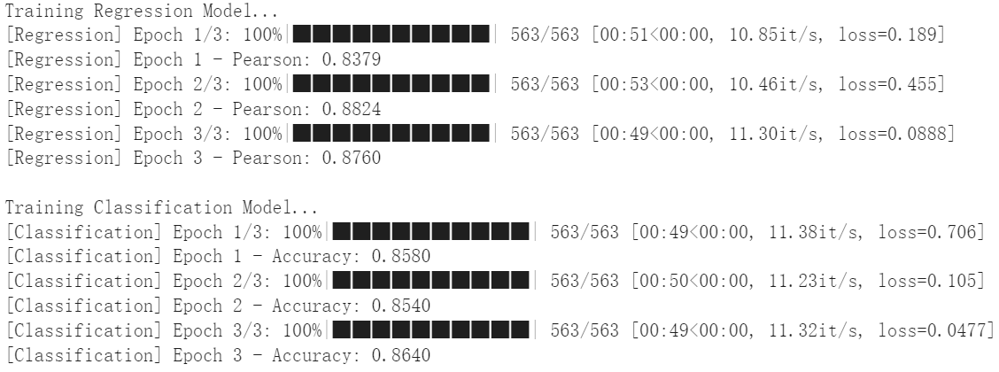 Training Regression Model...
[Regression] Epoch 1/3: 100%|██████████| 563/563 [00:51<00:00, 10.85it/s, loss=0.189]
[Regression] Epoch 1 - Pearson: 0.8379
[Regression] Epoch 2/3: 100%|██████████| 563/563 [00:53<00:00, 10.46it/s, loss=0.455]
[Regression] Epoch 2 - Pearson: 0.8824
[Regression] Epoch 3/3: 100%|██████████| 563/563 [00:49<00:00, 11.30it/s, loss=0.0888]
[Regression] Epoch 3 - Pearson: 0.8760
Training Classification Model...
[Classification] Epoch 1/3: 100%|██████████| 563/563 [00:49<00:00, 11.38it/s, loss=0.706]
[Classification] Epoch 1 - Accuracy: 0.8580
[Classification] Epoch 2/3: 100%|██████████| 563/563 [00:50<00:00, 11.23it/s, loss=0.105]
[Classification] Epoch 2 - Accuracy: 0.8540
[Classification] Epoch 3/3: 100%|██████████| 563/563 [00:49<00:00, 11.32it/s, loss=0.0477]
[Classification] Epoch 3 - Accuracy: 0.8640